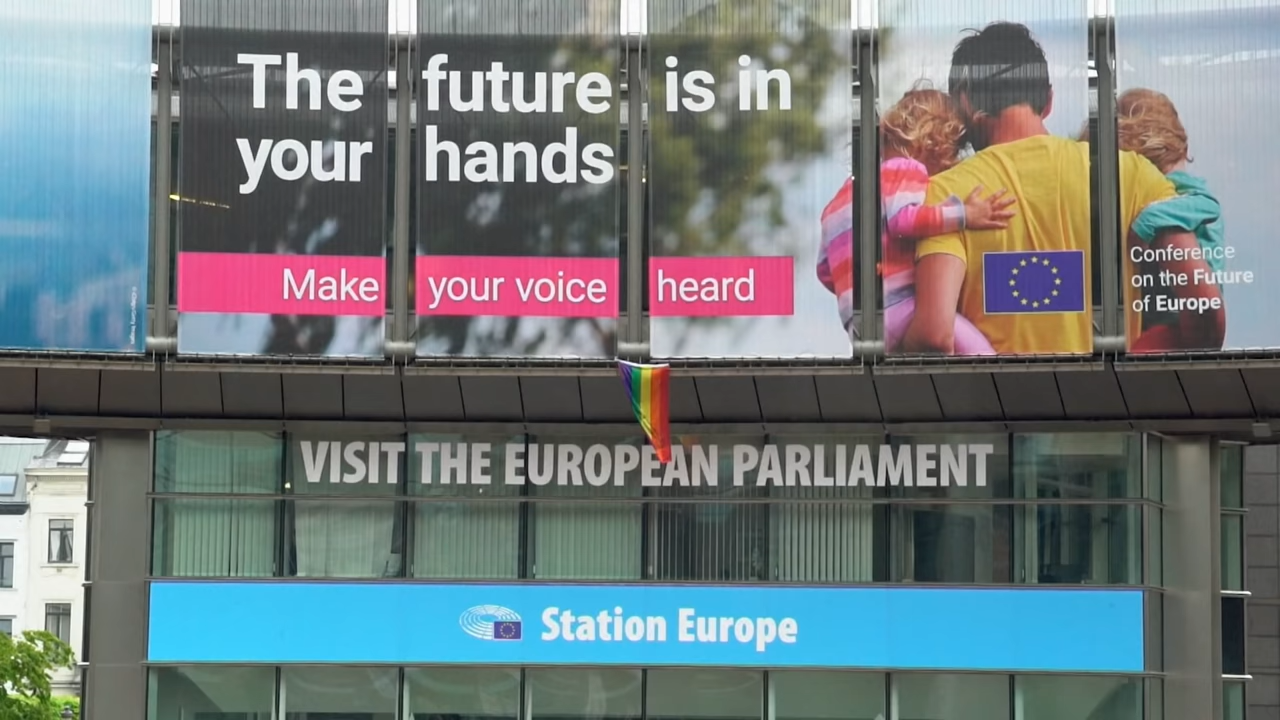 The future is in
your hands
Make your voice heard
Conference
on the Future
of Europe
VISIT THE EUROPEAN PARLIAMENT
Station Europe